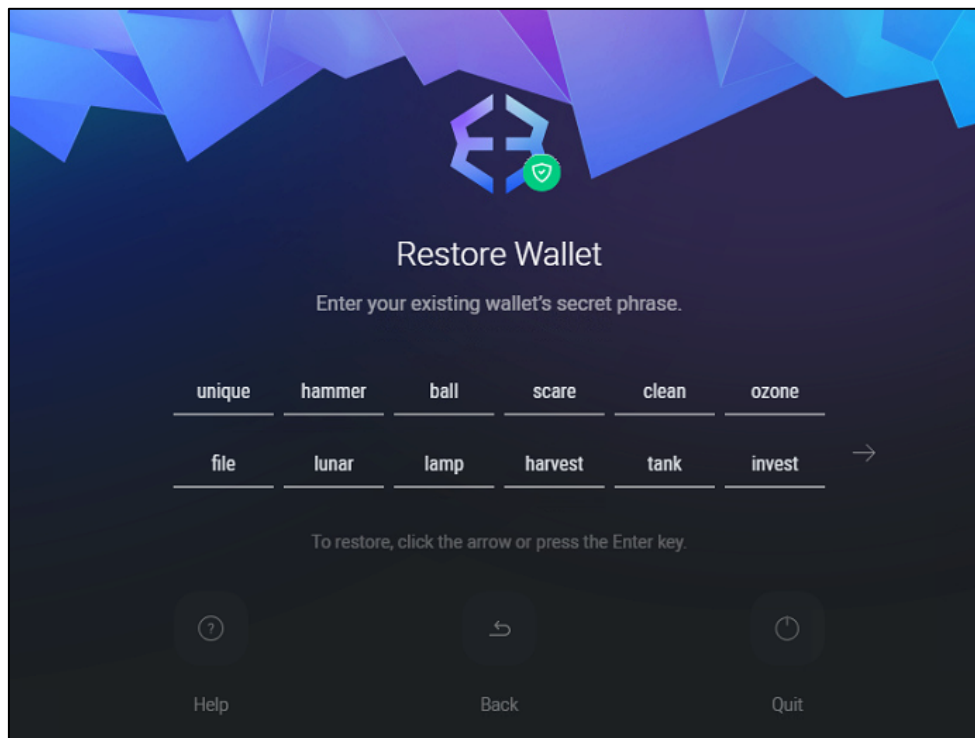 Restore Wallet
Enter your existing wallet's secret phrase.
unique hammer ball scare clean ozone
file lunar lamp harvest tank invest
To restore, click the arrow or press the Enter key.
Help Back Quit